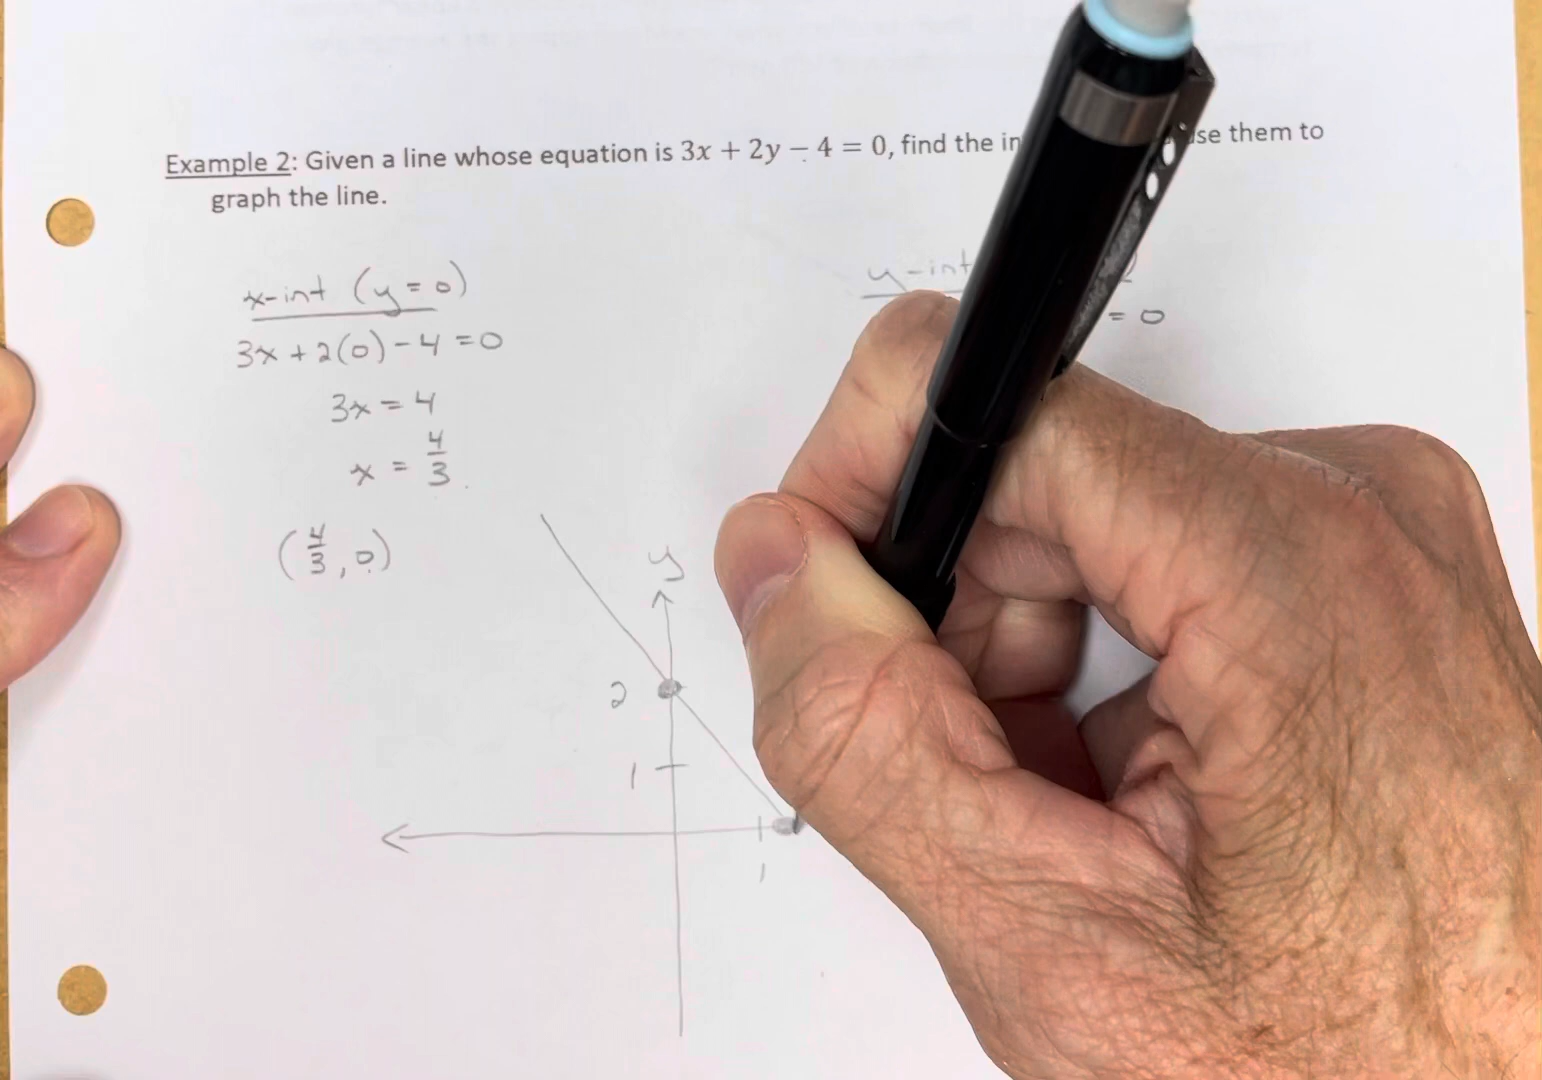 Example 2: Given a line whose equation is 3x + 2y − 4 = 0, find the in se them to
graph the line.
x-int (y=0)
3x + 2(0) - 4 = 0
3x = 4
x = 4/3
(4/3, 0)
y-int
= 0
y
2
1
1